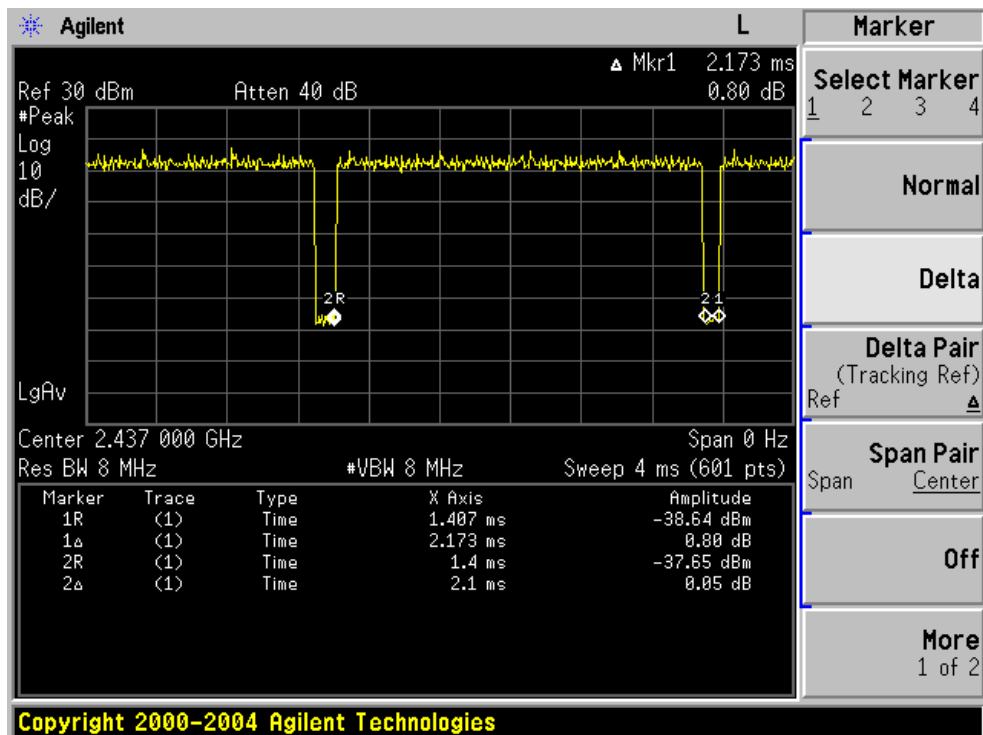 Agilent L
Δ Mkr1 2.173 ms
Ref 30 dBm Atten 40 dB 0.80 dB
#Peak
Log
10
dB/
2R 2 1
LgAv
Center 2.437 000 GHz Span 0 Hz
Res BW 8 MHz #VBW 8 MHz Sweep 4 ms (601 pts)
Marker Trace Type X Axis Amplitude
1R (1) Time 1.407 ms -38.64 dBm
1Δ (1) Time 2.173 ms 0.80 dB
2R (1) Time 1.4 ms -37.65 dBm
2Δ (1) Time 2.1 ms 0.05 dB
Copyright 2000-2004 Agilent Technologies
Marker
Select Marker
1 2 3 4
Normal
Delta
Delta Pair
(Tracking Ref)
Ref Δ
Span Pair
Span Center
Off
More
1 of 2